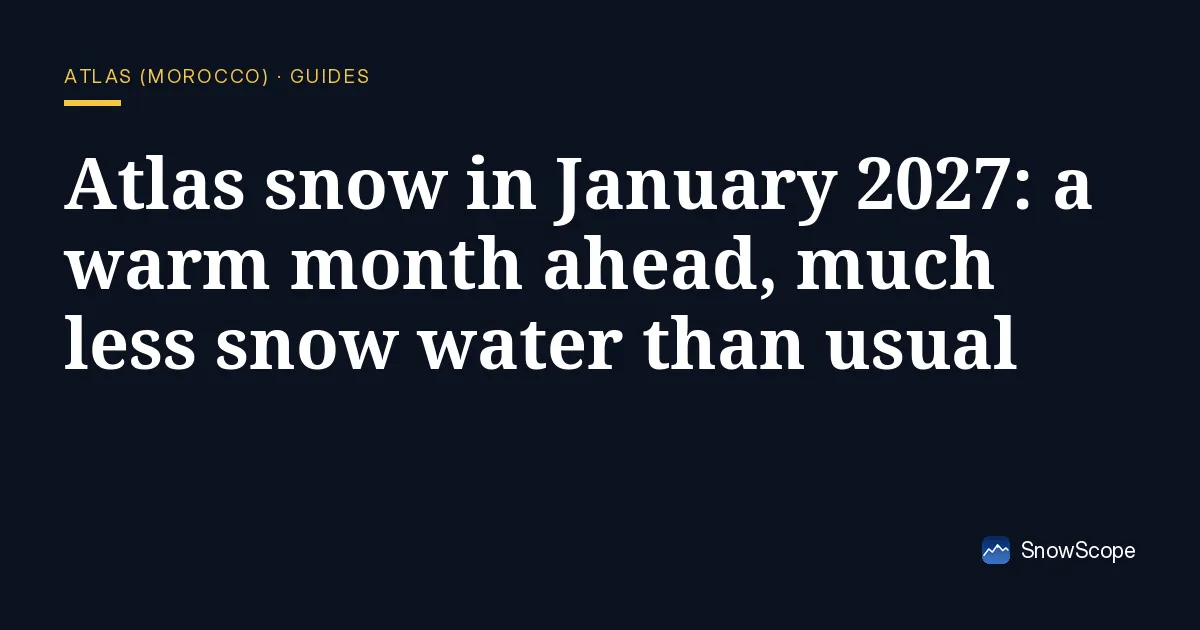 ATLAS (MOROCCO) · GUIDES
Atlas snow in January 2027: a
warm month ahead, much
less snow water than usual
SnowScope